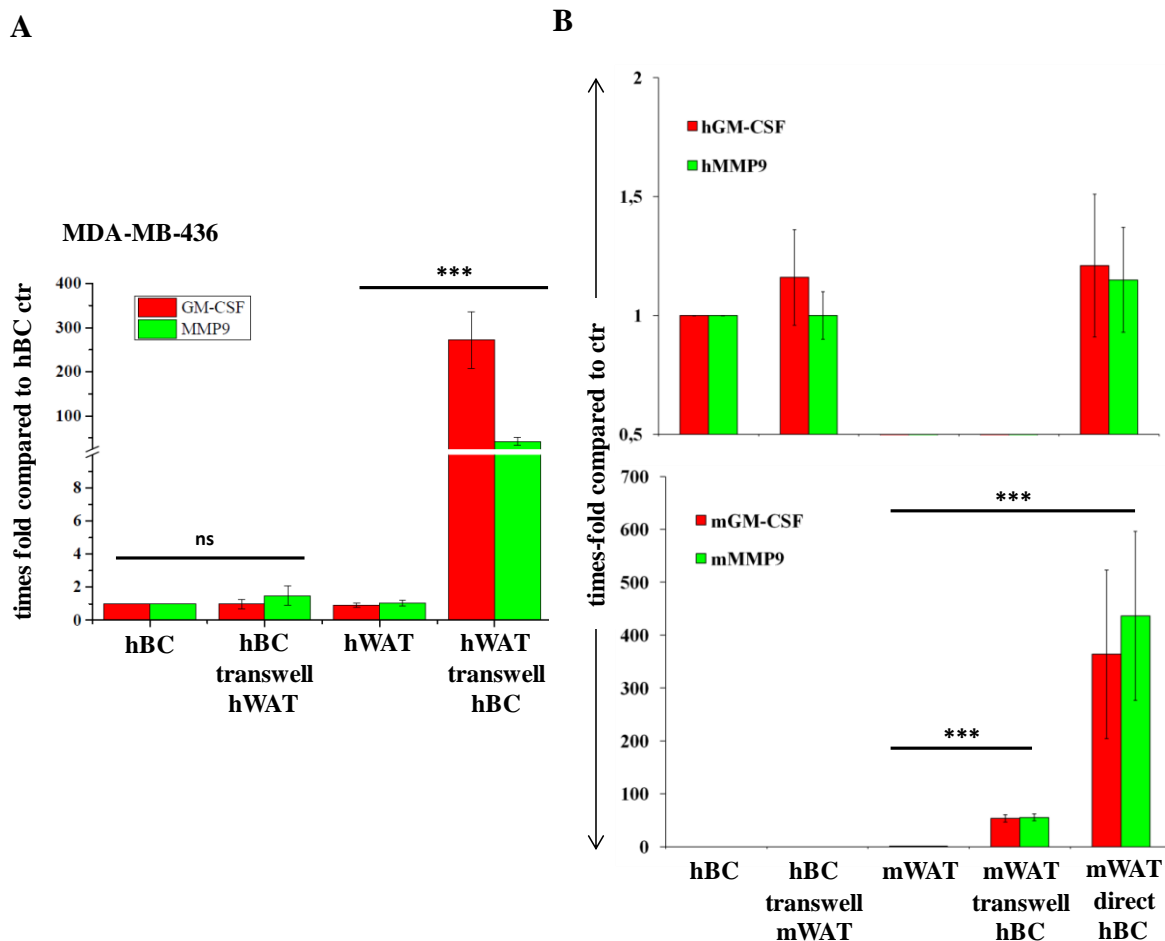 A
MDA-MB-436
times fold compared to hBC ctr
400
300
200
100
8
6
4
2
0
GM-CSF
MMP9
ns
***
hBC
hBC
transwell
hWAT
hWAT
hWAT
transwell
hBC
B
times-fold compared to ctr
2
1,5
1
0,5
hGM-CSF
hMMP9
700
600
500
400
300
200
100
0
mGM-CSF
mMMP9
***
***
hBC
hBC
transwell
mWAT
mWAT
mWAT
transwell
hBC
mWAT
direct
hBC